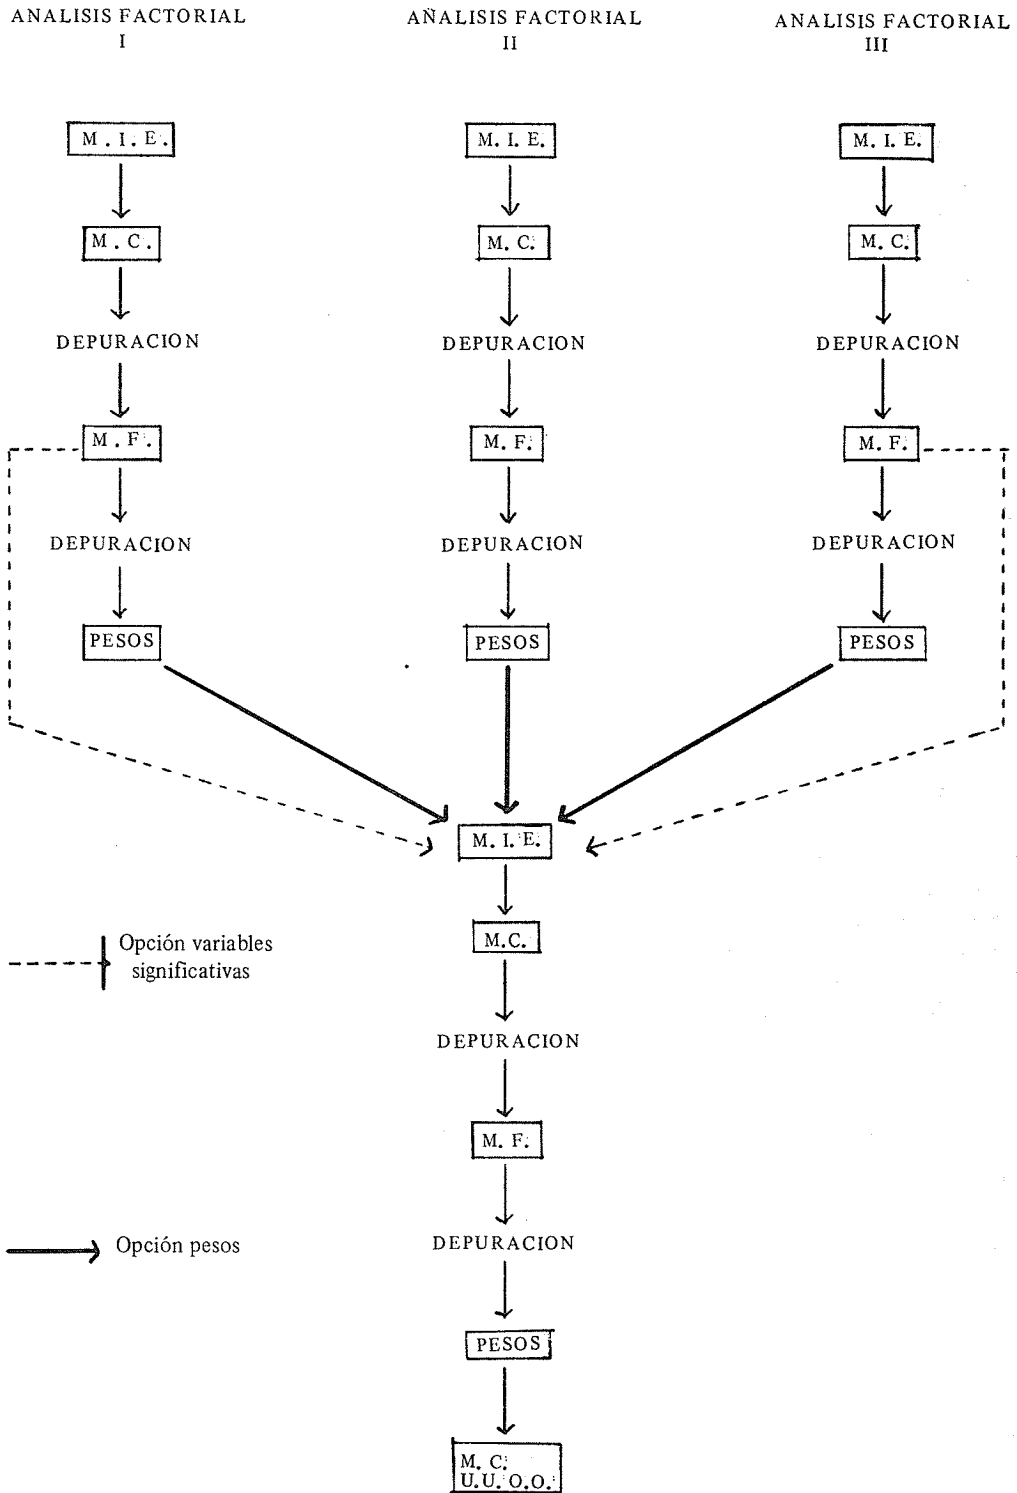 ANALISIS FACTORIAL
I
ANALISIS FACTORIAL
II
ANALISIS FACTORIAL
III
M. I. E.
M. I. E.
M. I. E.
M. C.
M. C.
M. C.
DEPURACION
DEPURACION
DEPURACION
M. F.
M. F.
M. F.
DEPURACION
DEPURACION
DEPURACION
PESOS
PESOS
PESOS
M. I. E.
M.C.
Opción variables
significativas
DEPURACION
M. F.
DEPURACION
Opción pesos
PESOS
M. C.
U.U. O.O.